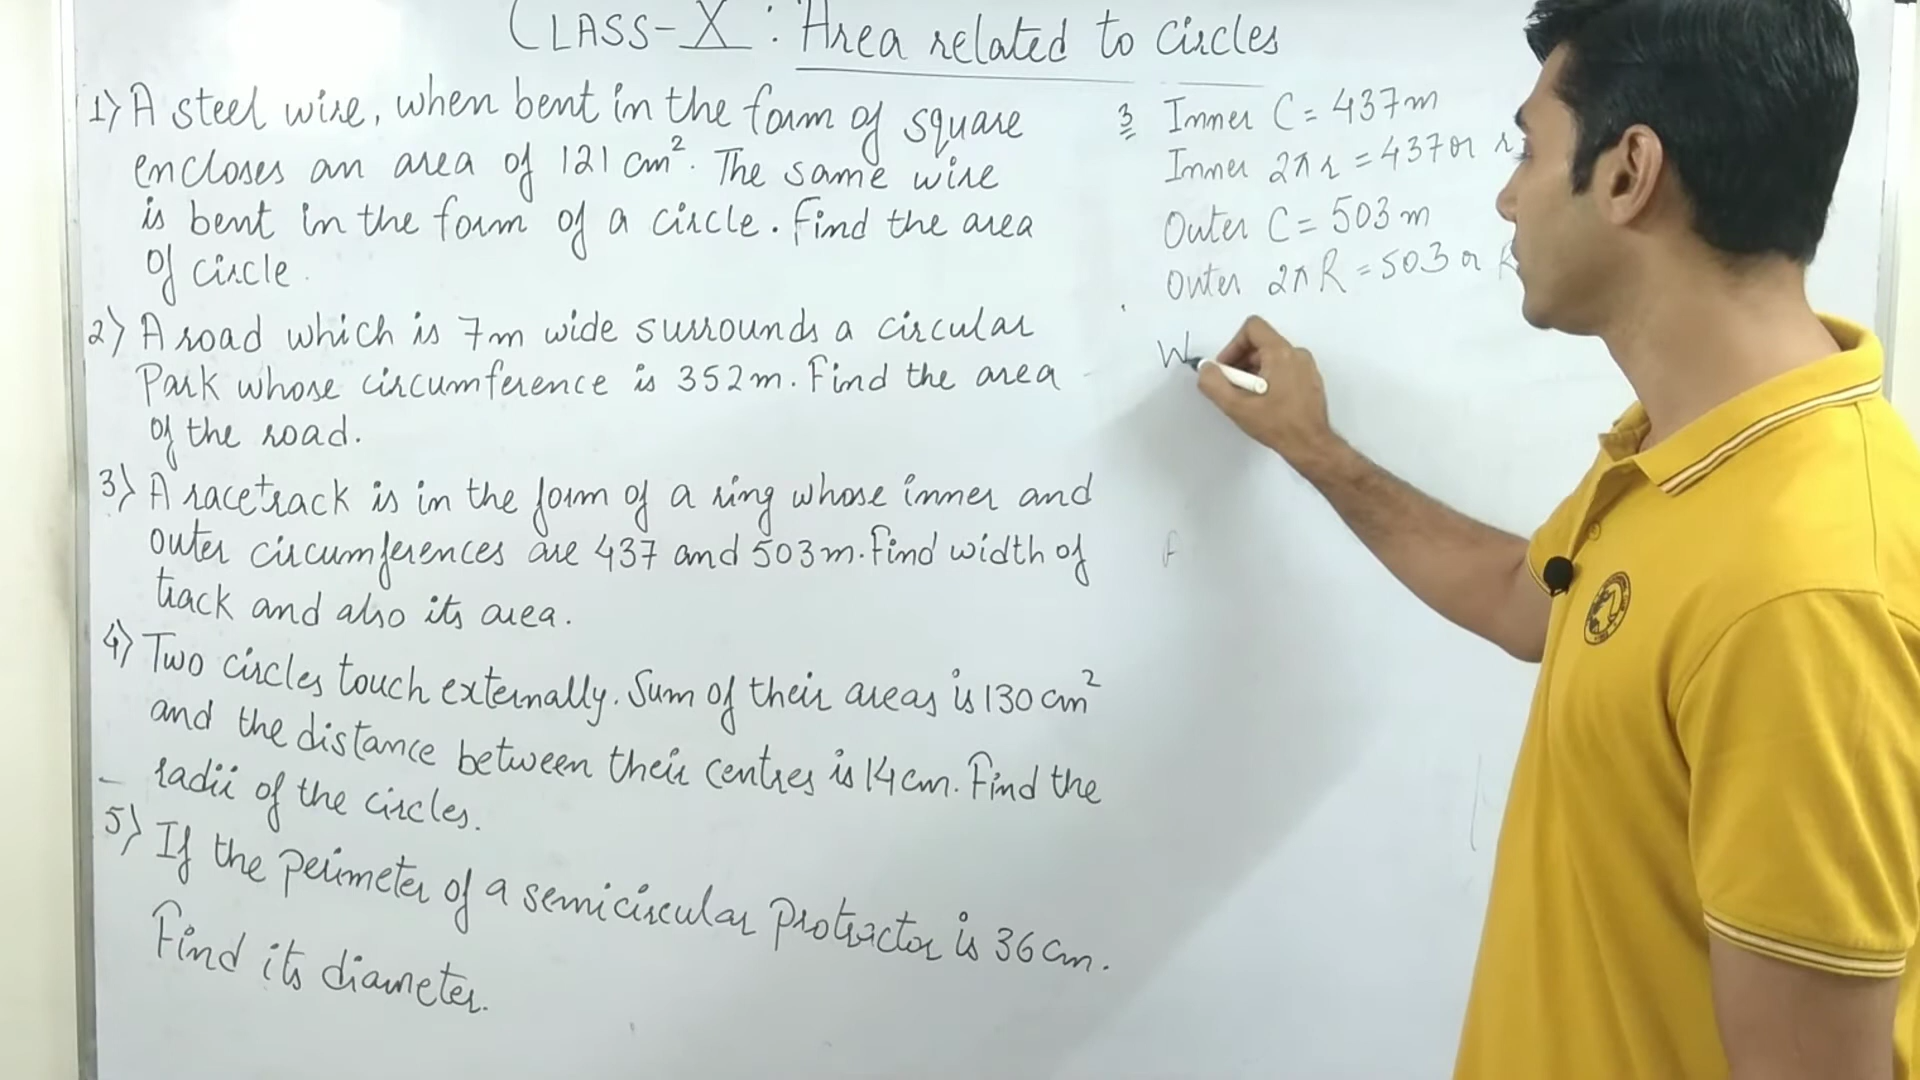 CLASS-X : Area related to circles
1) A steel wire, when bent in the form of square
encloses an area of 121 cm². The same wire
is bent in the form of a circle. Find the area
of circle.
2) A road which is 7m wide surrounds a circular
Park whose circumference is 352m. Find the area
of the road.
3) A racetrack is in the form of a ring whose inner and
outer circumferences are 437 and 503m. Find width of
track and also its area.
4) Two circles touch externally. Sum of their areas is 130 cm²
and the distance between their centres is 14cm. Find the
radii of the circles.
5) If the perimeter of a semicircular Protractor is 36cm.
Find its diameter.
3 Inner C = 437m
Inner 2πr = 437 or r
Outer C = 503m
Outer 2πR = 503 or R
W